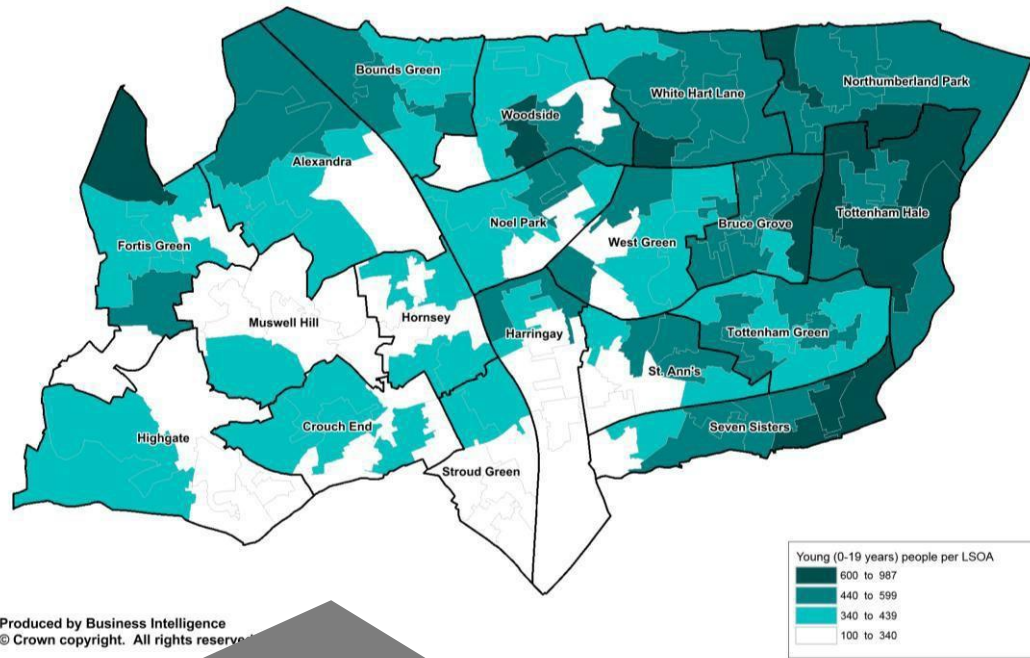 Bounds Green
Northumberland Park
White Hart Lane
Woodside
Alexandra
Tottenham Hale
Noel Park
Bruce Grove
West Green
Fortis Green
Muswell Hill
Hornsey
Harringay
Tottenham Green
St. Ann's
Crouch End
Seven Sisters
Highgate
Stroud Green
Young (0-19 years) people per LSOA
600 to 987
440 to 599
340 to 439
100 to 340
Produced by Business Intelligence
© Crown copyright. All rights reserve